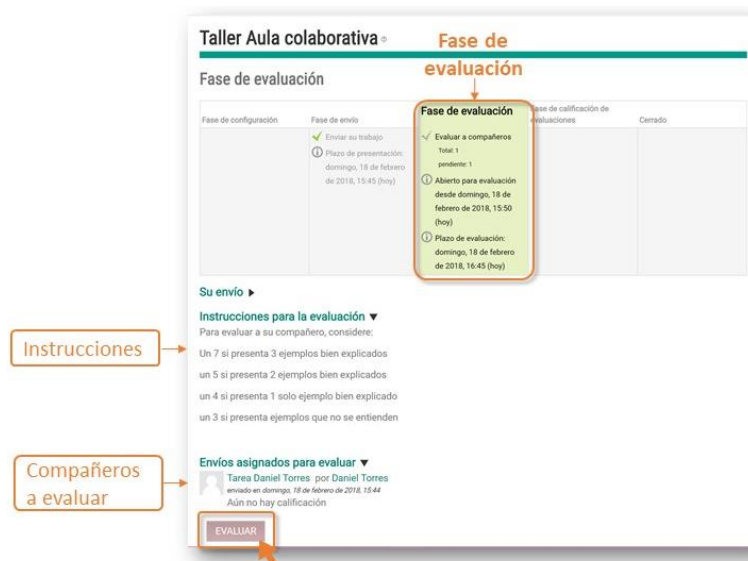 Taller Aula colaborativa
Fase de
evaluación
Fase de evaluación
Fase de configuración
Fase de envío
Enviar su trabajo
Plazo de presentación:
domingo, 18 de febrero
de 2018, 15:45 (hoy)
Fase de evaluación
Evaluar a compañeros
Total: 1
pendiente: 1
Abierto para evaluación
desde domingo, 18 de
febrero de 2018, 15:50
(hoy)
Plazo de evaluación:
domingo, 18 de febrero
de 2018, 16:45 (hoy)
Fase de calificación de
evaluaciones
Cerrado
Su envío
Instrucciones
Instrucciones para la evaluación
Para evaluar a su compañero, considere:
Un 7 si presenta 3 ejemplos bien explicados
un 5 si presenta 2 ejemplos bien explicados
un 4 si presenta 1 solo ejemplo bien explicado
un 3 si presenta ejemplos que no se entienden
Compañeros
a evaluar
Envíos asignados para evaluar
Tarea Daniel Torres por Daniel Torres
enviado en domingo, 18 de febrero de 2018, 15:44
Aún no hay calificación
EVALUAR